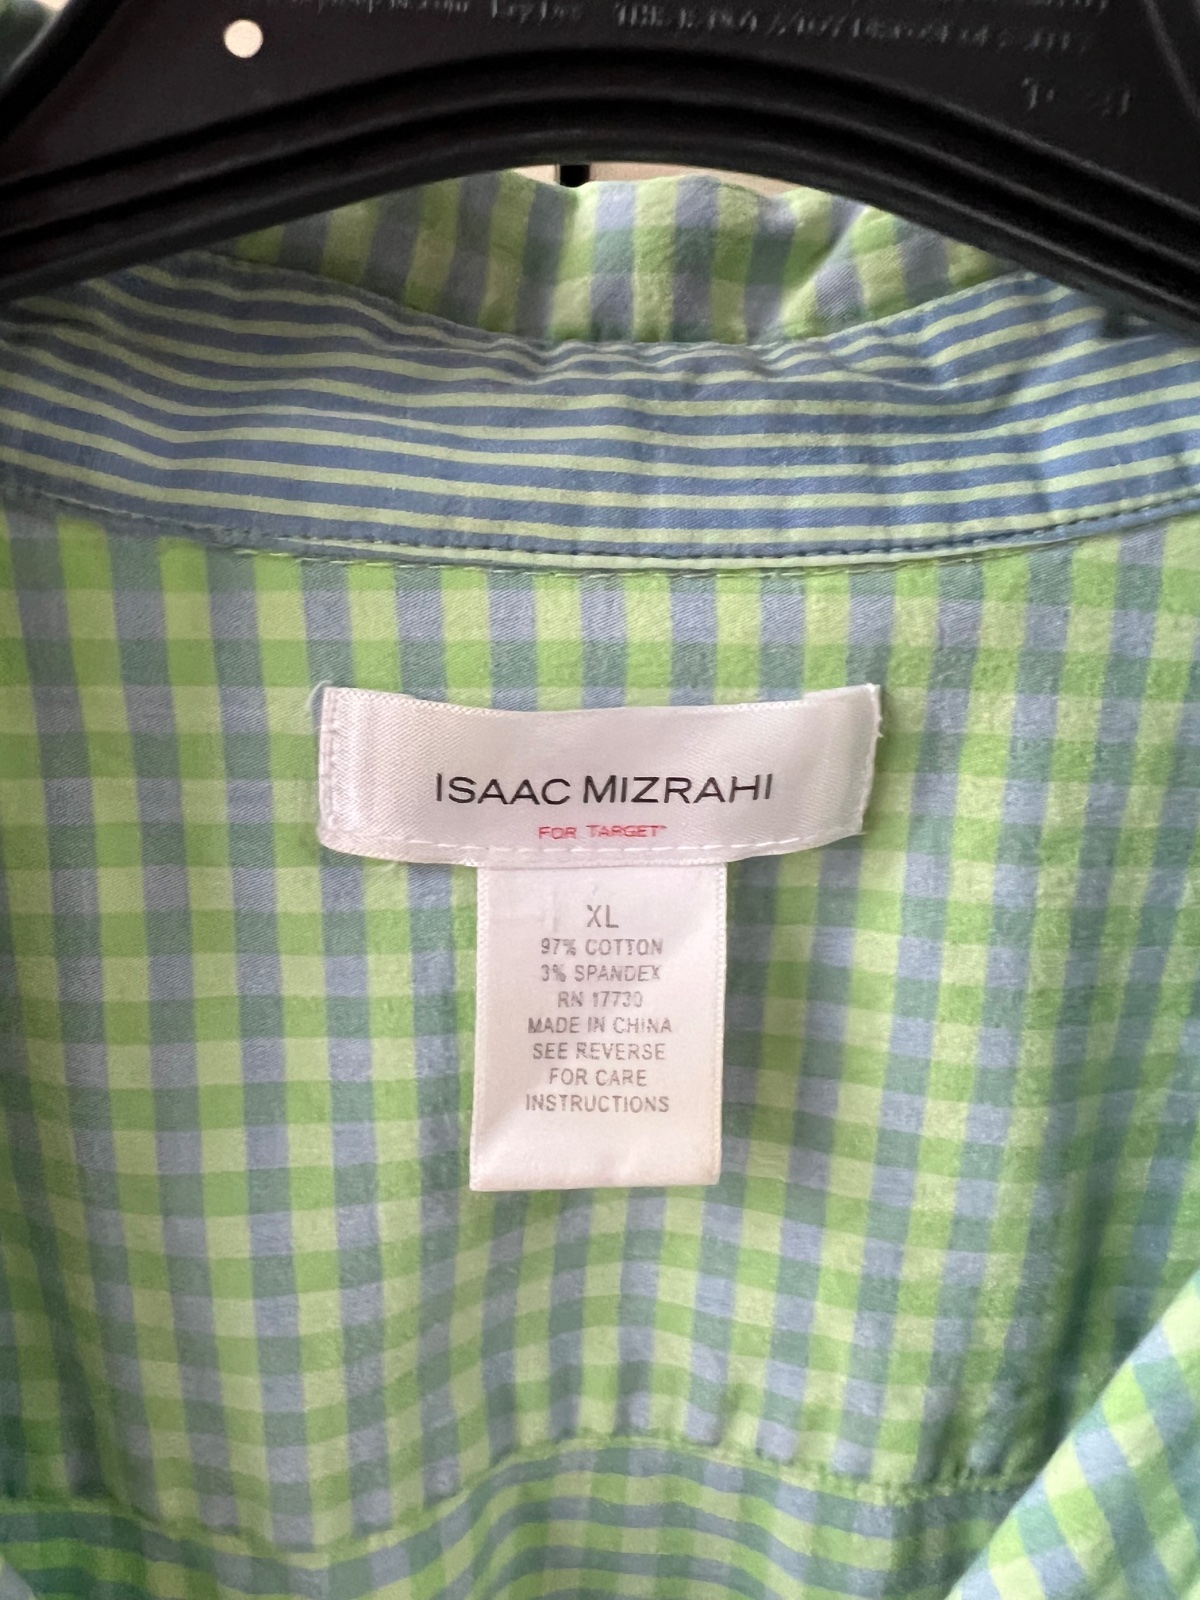 ISAAC MIZRAHI
FOR TARGET
XL
97% COTTON
3% SPANDEX
RN 17730
MADE IN CHINA
SEE REVERSE
FOR CARE
INSTRUCTIONS